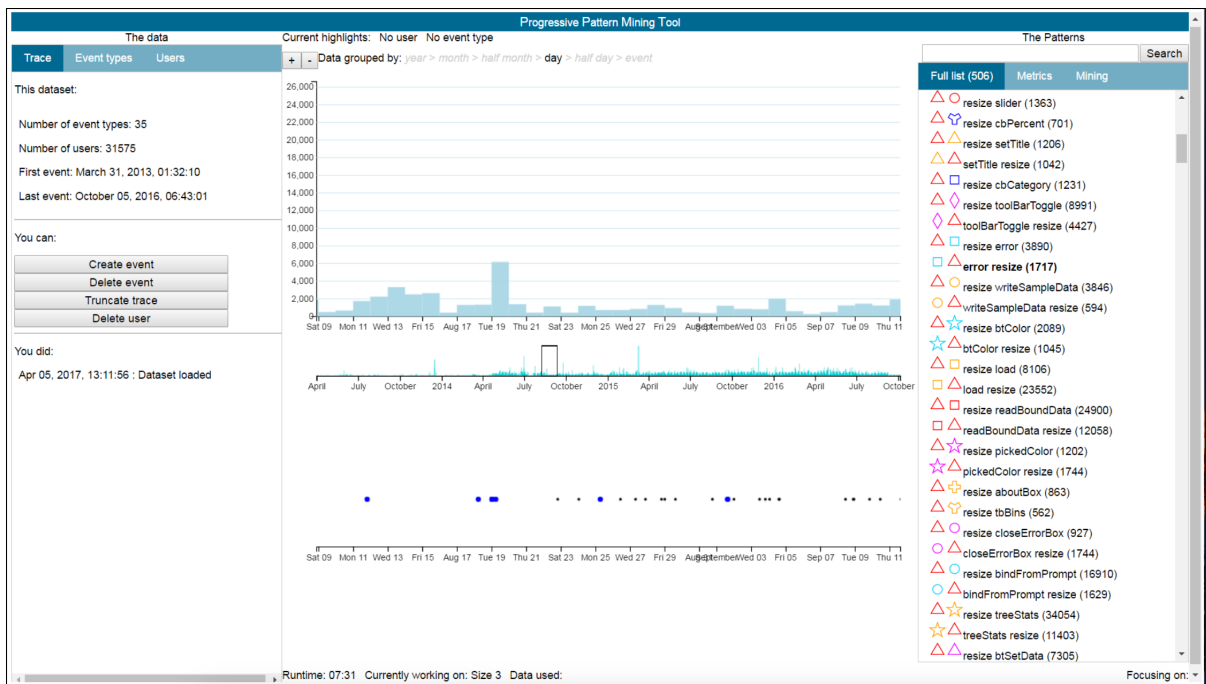 Progressive Pattern Mining Tool
The data
Trace Event types Users
This dataset:
Number of event types: 35
Number of users: 31575
First event: March 31, 2013, 01:32:10
Last event: October 05, 2016, 06:43:01
You can:
Create event
Delete event
Truncate trace
Delete user
You did:
Apr 05, 2017, 13:11:56 : Dataset loaded
Current highlights: No user No event type
+ - Data grouped by: year > month > half month > day > half day > event
26,000
24,000
22,000
20,000
18,000
16,000
14,000
12,000
10,000
8,000
6,000
4,000
2,000
0
Sat 09 Mon 11 Wed 13 Fri 15 Aug 17 Tue 19 Thu 21 Sat 23 Mon 25 Wed 27 Fri 29 Aug 31 September Wed 03 Fri 05 Sep 07 Tue 09 Thu 11
April July October 2014 April July October 2015 April July October 2016 April July October
Sat 09 Mon 11 Wed 13 Fri 15 Aug 17 Tue 19 Thu 21 Sat 23 Mon 25 Wed 27 Fri 29 Aug 31 September Wed 03 Fri 05 Sep 07 Tue 09 Thu 11
Runtime: 07:31 Currently working on: Size 3 Data used:
The Patterns
Search
Full list (506) Metrics Mining
resize slider (1363)
resize cbPercent (701)
resize setTitle (1206)
setTitle resize (1042)
resize cbCategory (1231)
resize toolBarToggle (8991)
toolBarToggle resize (4427)
resize error (3890)
error resize (1717)
resize writeSampleData (3846)
writeSampleData resize (594)
resize btColor (2089)
btColor resize (1045)
resize load (8106)
load resize (23552)
resize readBoundData (24900)
readBoundData resize (12058)
resize pickedColor (1202)
pickedColor resize (1744)
resize aboutBox (863)
resize tbBins (562)
resize closeErrorBox (927)
closeErrorBox resize (1744)
resize bindFromPrompt (16910)
bindFromPrompt resize (1629)
resize treeStats (34054)
treeStats resize (11403)
resize btSetData (7305)
Focusing on: